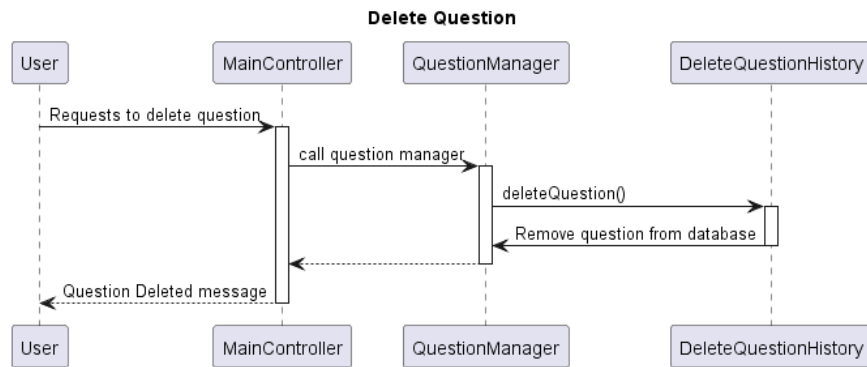 Delete Question
User MainController QuestionManager DeleteQuestionHistory
Requests to delete question
call question manager
deleteQuestion()
Remove question from database
Question Deleted message
User MainController QuestionManager DeleteQuestionHistory